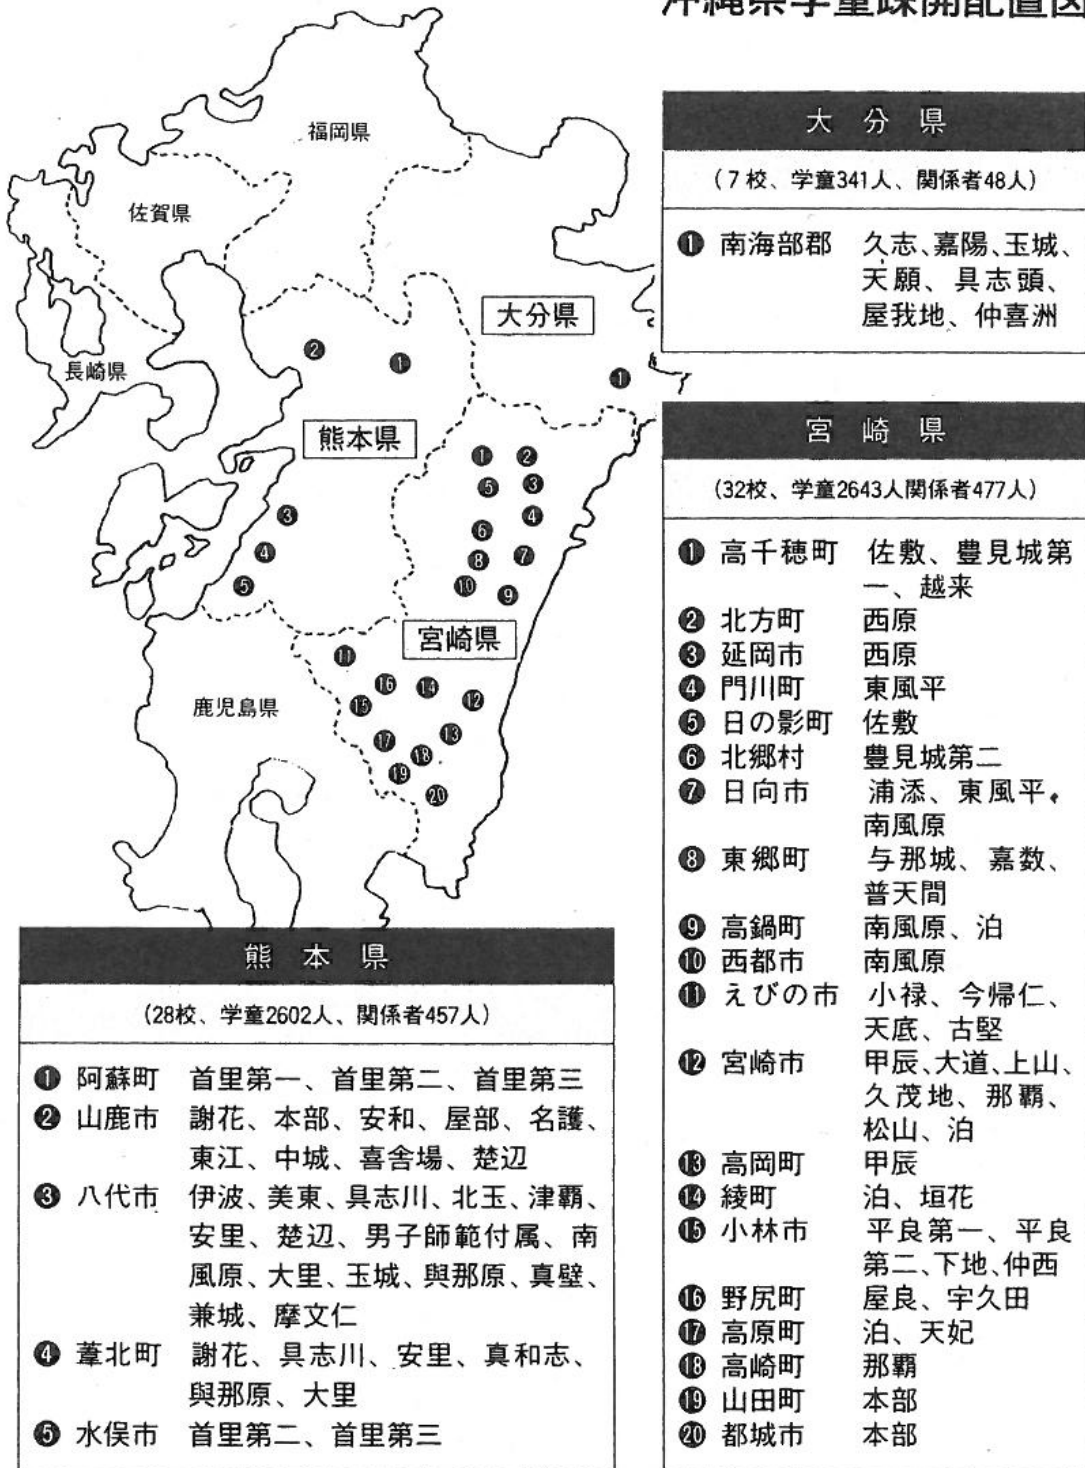 沖縄県学童疎開配置図
福岡県
佐賀県
長崎県
大分県
熊本県
宮崎県
鹿児島県
❶
❷
❸
❹
❺
❶
❶
❷
❸
❹
❺
❻
❼
❽
❾
❿
⓫
⓬
⓭
⓮
⓯
⓰
⓱
⓲
⓳
⓴
大分県
(7校、学童341人、関係者48人)
❶ 南海部郡 久志、嘉陽、玉城、
天願、具志頭、
屋我地、仲喜洲
宮崎県
(32校、学童2643人関係者477人)
❶ 高千穂町 佐敷、豊見城第
一、越来
❷ 北方町 西原
❸ 延岡市 西原
❹ 門川町 東風平
❺ 日の影町 佐敷
❻ 北郷村 豊見城第二
❼ 日向市 浦添、東風平、
南風原
❽ 東郷町 与那城、嘉数、
普天間
❾ 高鍋町 南風原、泊
❿ 西都市 南風原
⓫ えびの市 小禄、今帰仁、
天底、古堅
⓬ 宮崎市 甲辰、大道、上山、
久茂地、那覇、
松山、泊
⓭ 高岡町 甲辰
⓮ 綾町 泊、垣花
⓯ 小林市 平良第一、平良
第二、下地、仲西
⓰ 野尻町 屋良、宇久田
⓱ 高原町 泊、天妃
⓲ 高崎町 那覇
⓳ 山田町 本部
⓴ 都城市 本部
熊本県
(28校、学童2602人、関係者457人)
❶ 阿蘇町 首里第一、首里第二、首里第三
❷ 山鹿市 謝花、本部、安和、屋部、名護、
東江、中城、喜舎場、楚辺
❸ 八代市 伊波、美東、具志川、北玉、津覇、
安里、楚辺、男子師範付属、南
風原、大里、玉城、與那原、真壁、
兼城、摩文仁
❹ 葦北町 謝花、具志川、安里、真和志、
與那原、大里
❺ 水俣市 首里第二、首里第三